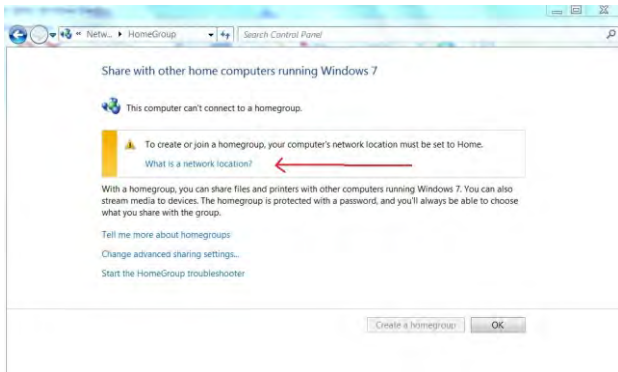 « Netw... ▸ HomeGroup
Search Control Panel
Share with other home computers running Windows 7
This computer can't connect to a homegroup.
To create or join a homegroup, your computer's network location must be set to Home.
What is a network location?
With a homegroup, you can share files and printers with other computers running Windows 7. You can also
stream media to devices. The homegroup is protected with a password, and you'll always be able to choose
what you share with the group.
Tell me more about homegroups
Change advanced sharing settings...
Start the HomeGroup troubleshooter
Create a homegroup
OK